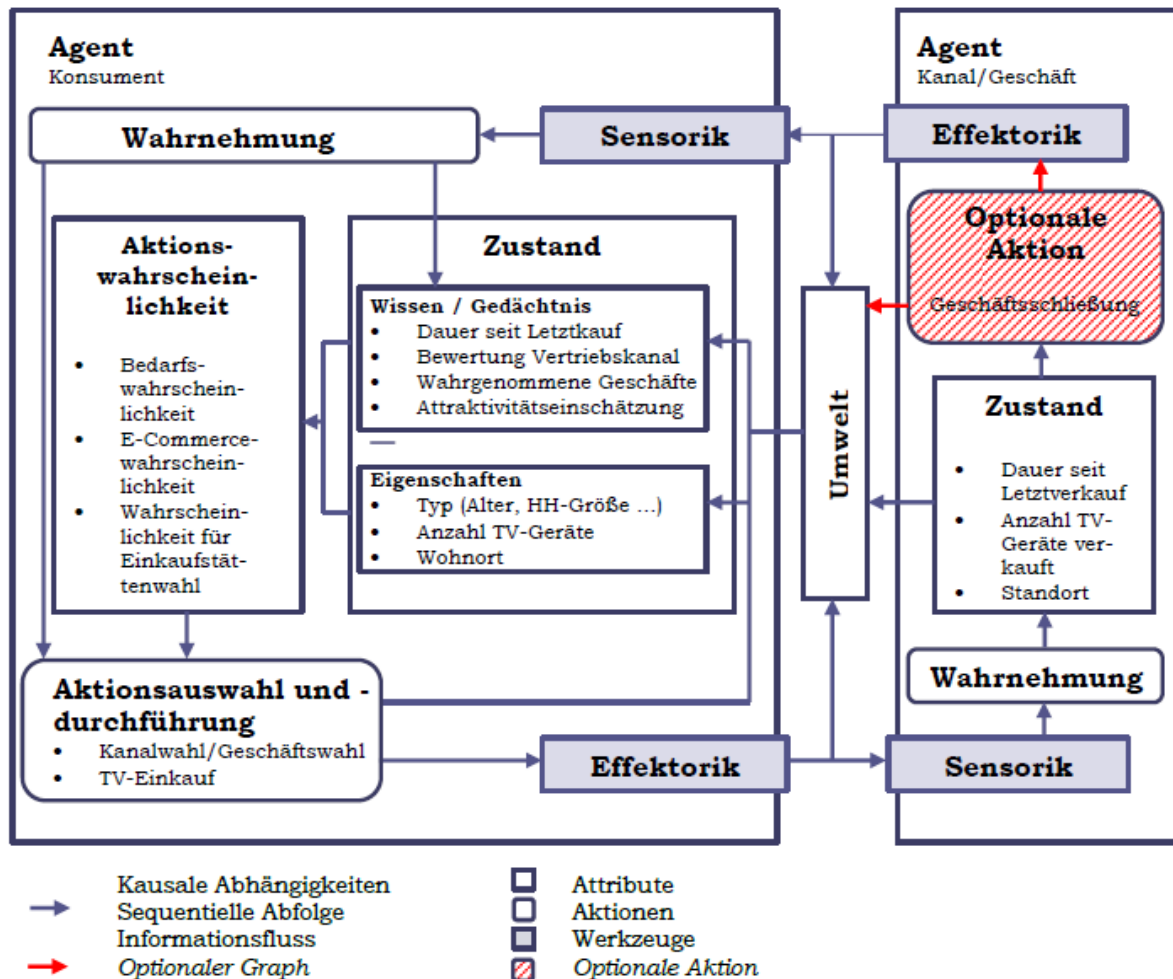 Agent
Konsument
Wahrnehmung
Sensorik
Aktions-
wahrschein-
lichkeit
• Bedarfs-
wahrschein-
lichkeit
• E-Commerce-
wahrschein-
lichkeit
• Wahrschein-
lichkeit für
Einkaufstät-
tenwahl
Zustand
Wissen / Gedächtnis
• Dauer seit Letztkauf
• Bewertung Vertriebskanal
• Wahrgenommene Geschäfte
• Attraktivitätseinschätzung
Eigenschaften
• Typ (Alter, HH-Größe ...)
• Anzahl TV-Geräte
• Wohnort
Aktionsauswahl und -
durchführung
• Kanalwahl/Geschäftswahl
• TV-Einkauf
Effektorik
Umwelt
Agent
Kanal/Geschäft
Effektorik
Optionale
Aktion
Geschäftsschließung
Zustand
• Dauer seit
Letztverkauf
• Anzahl TV-
Geräte ver-
kauft
• Standort
Wahrnehmung
Sensorik
Kausale Abhängigkeiten
Sequentielle Abfolge
Informationsfluss
Optionaler Graph
Attribute
Aktionen
Werkzeuge
Optionale Aktion